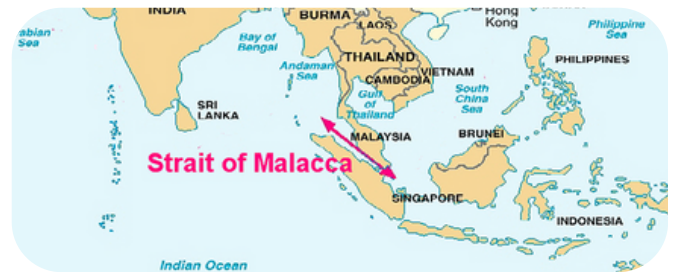 INDIA
BURMA
LAOS
Hong
Kong
Philippine
Sea
abian
Sea
Bay of
Bengal
THAILAND
PHILIPPINES
Andaman
Sea
CAMBODIA
VIETNAM
Gulf
of
Thailand
South
China
Sea
SRI
LANKA
MALAYSIA
BRUNEI
Strait of Malacca
SINGAPORE
INDONESIA
Indian Ocean